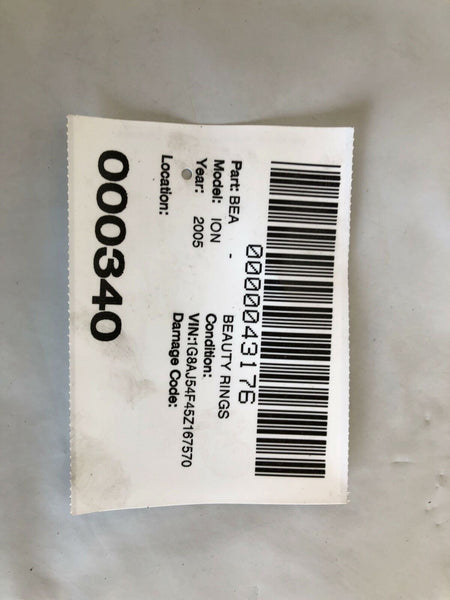 0000043176
Part: BEA - BEAUTY RINGS
Model: ION Condition:
Year: 2005 VIN:1G8AJ54F45Z167570
Damage Code:
Location:
000340